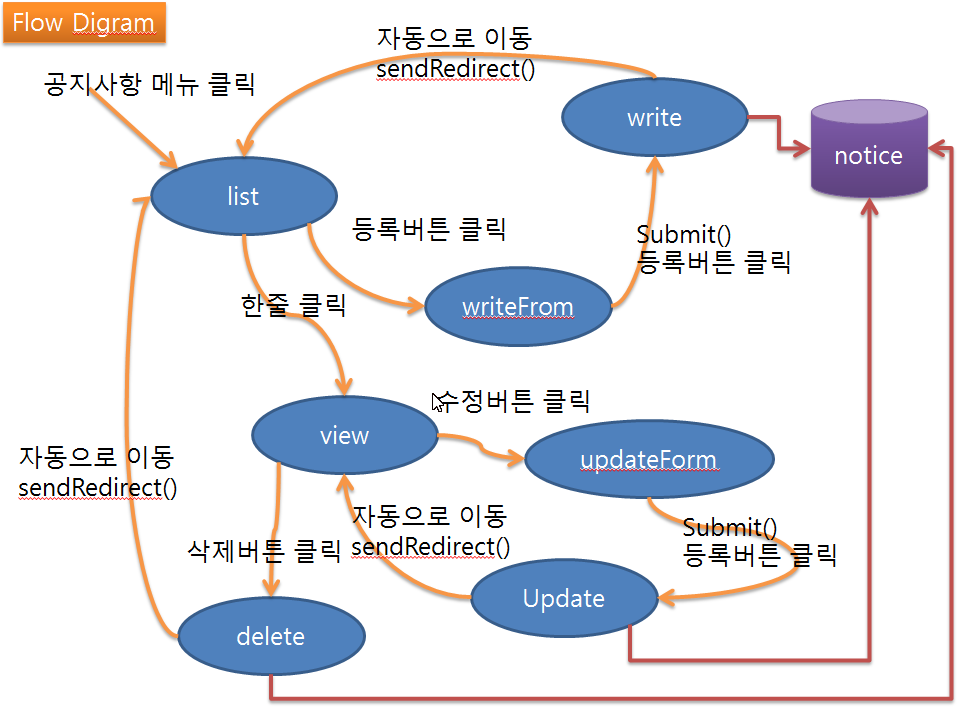 Flow Digram
자동으로 이동
sendRedirect()
공지사항 메뉴 클릭
write
notice
list
등록버튼 클릭
Submit()
등록버튼 클릭
한줄 클릭
writeFrom
수정버튼 클릭
view
updateForm
자동으로 이동
sendRedirect()
자동으로 이동
sendRedirect()
Submit()
등록버튼 클릭
삭제버튼 클릭
Update
delete